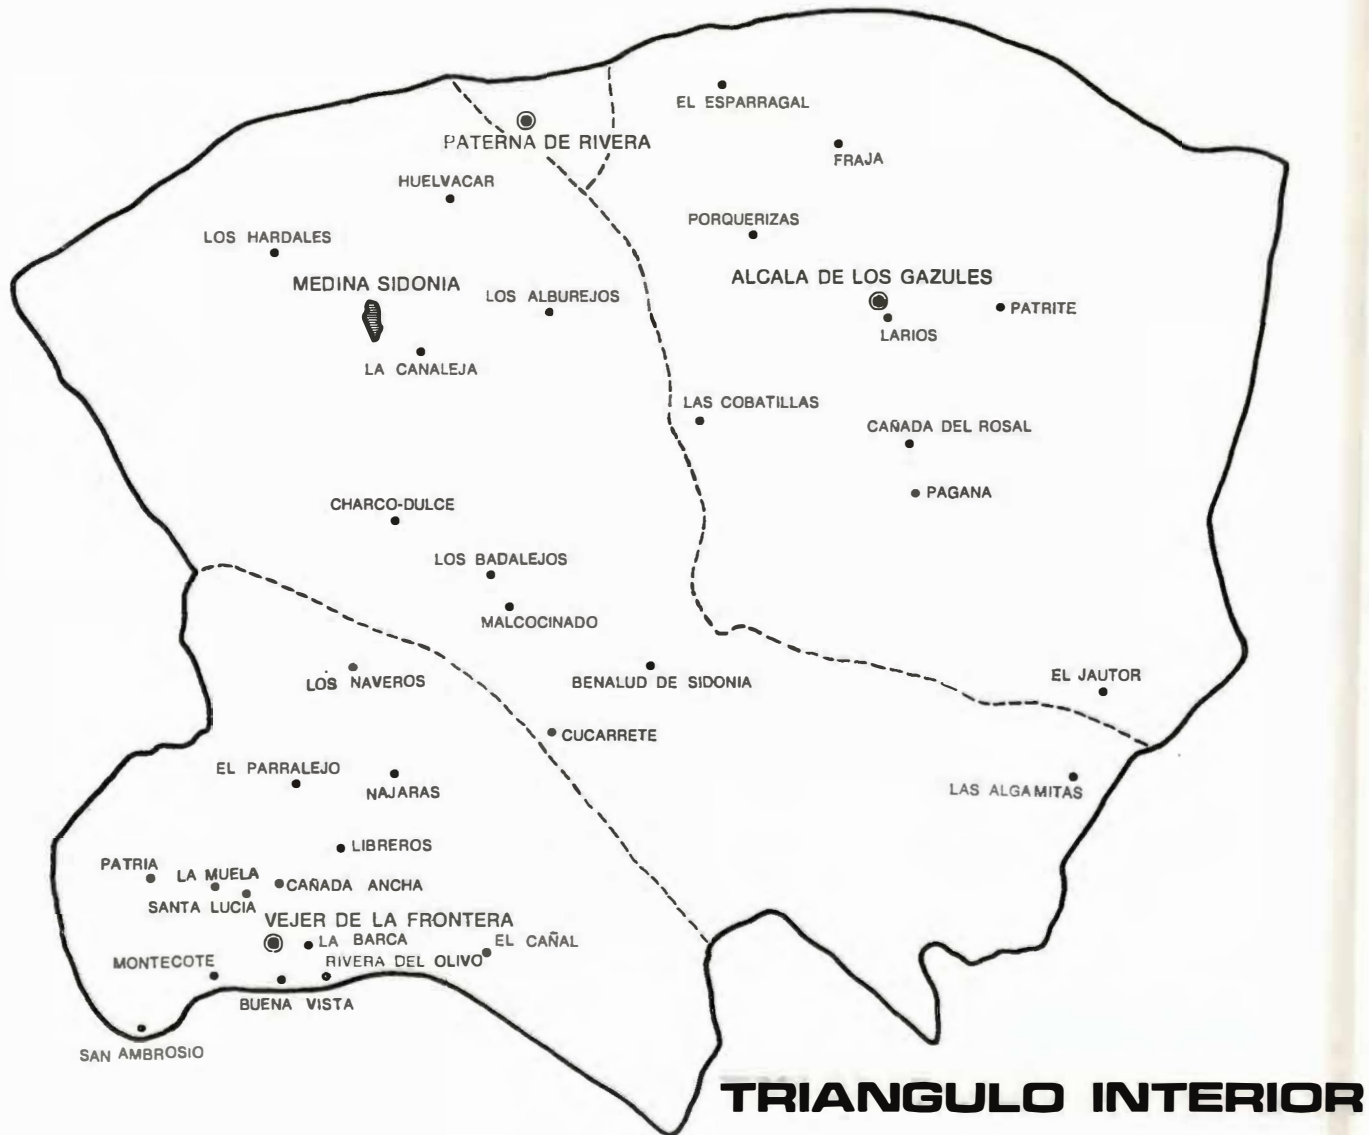 EL ESPARRAGAL
PATERNA DE RIVERA
FRAJA
HUELVACAR
PORQUERIZAS
LOS HARDALES
MEDINA SIDONIA
LOS ALBUREJOS
ALCALA DE LOS GAZULES
PATRITE
LARIOS
LA CANALEJA
LAS COBATILLAS
CAÑADA DEL ROSAL
PAGANA
CHARCO-DULCE
LOS BADALEJOS
MALCOCINADO
LOS NAVEROS
BENALUD DE SIDONIA
EL JAUTOR
CUCARRETE
EL PARRALEJO
NAJARAS
LAS ALGAMITAS
LIBREROS
PATRIA
LA MUELA
CAÑADA ANCHA
SANTA LUCIA
VEJER DE LA FRONTERA
LA BARCA
EL CAÑAL
MONTECOTE
RIVERA DEL OLIVO
BUENA VISTA
SAN AMBROSIO
TRIANGULO INTERIOR